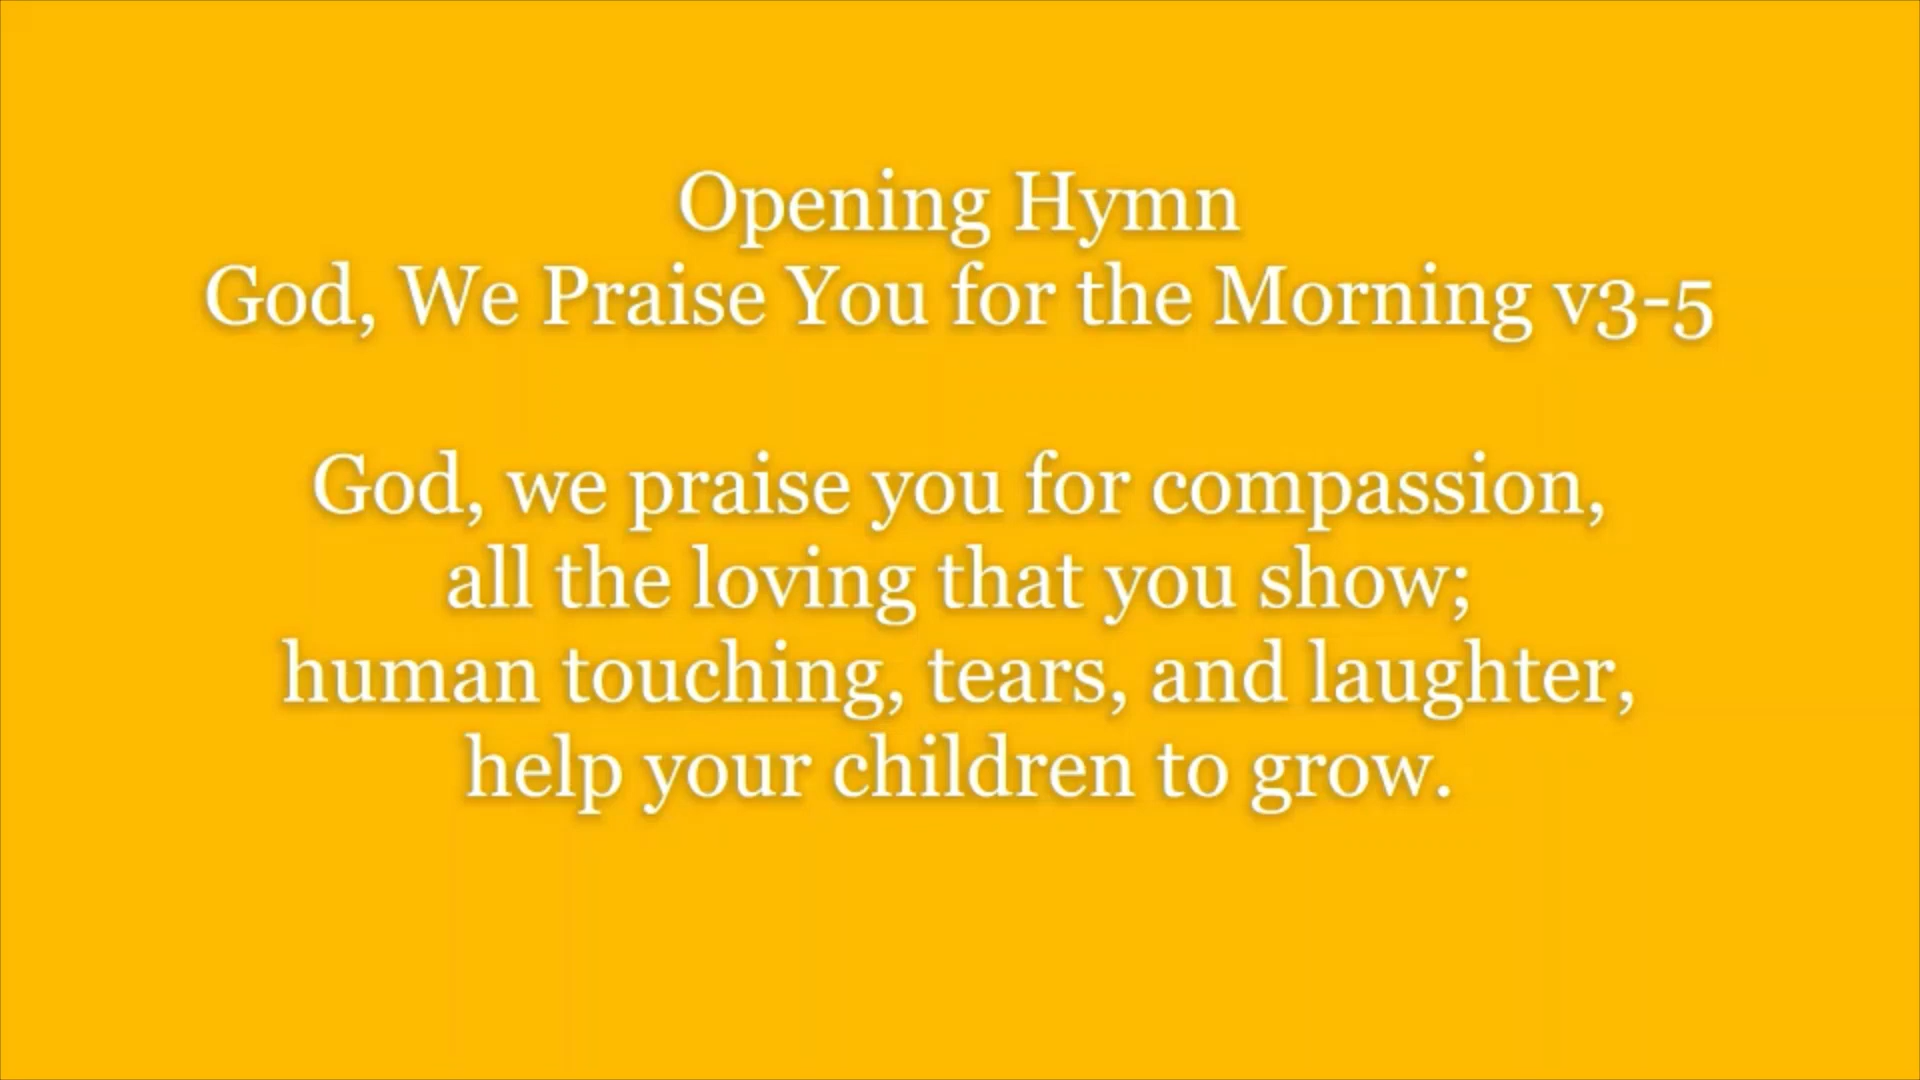 Opening Hymn
God, We Praise You for the Morning v3-5
God, we praise you for compassion,
all the loving that you show;
human touching, tears, and laughter,
help your children to grow.